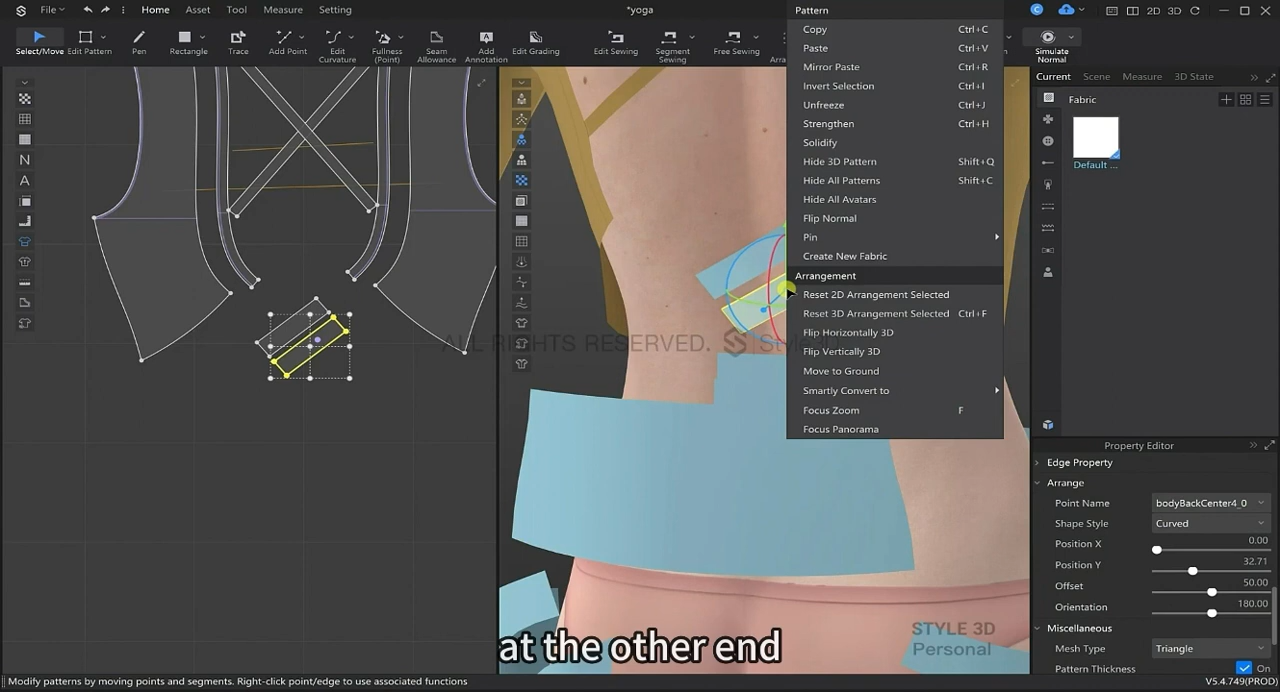 File
Home
Asset
Tool
Measure
Setting
*yoga
Pattern
C
2D
3D
Select/Move
Edit Pattern
Pen
Rectangle
Trace
Add Point
Edit
Curvature
Fullness
(Point)
Seam
Allowance
Add
Annotation
Edit Grading
Edit Sewing
Segment
Sewing
Free Sewing
Simulate
Normal
Copy Ctrl+C
Paste Ctrl+V
Mirror Paste Ctrl+R
Invert Selection Ctrl+I
Unfreeze Ctrl+J
Strengthen Ctrl+H
Solidify
Hide 3D Pattern Shift+Q
Hide All Patterns Shift+C
Hide All Avatars
Flip Normal
Pin
Create New Fabric
Arrangement
Reset 2D Arrangement Selected
Reset 3D Arrangement Selected Ctrl+F
Flip Horizontally 3D
Flip Vertically 3D
Move to Ground
Smartly Convert to
Focus Zoom F
Focus Panorama
Current
Scene
Measure
3D State
Fabric
Default ...
Property Editor
Edge Property
Arrange
Point Name bodyBackCenter4_0
Shape Style Curved
Position X 0.00
Position Y 32.71
Offset 50.00
Orientation 180.00
Miscellaneous
Mesh Type Triangle
Pattern Thickness On
ALL RIGHTS RESERVED.
at the other end
STYLE 3D
Personal
Modify patterns by moving points and segments. Right-click point/edge to use associated functions
V5.4.749(PROD)